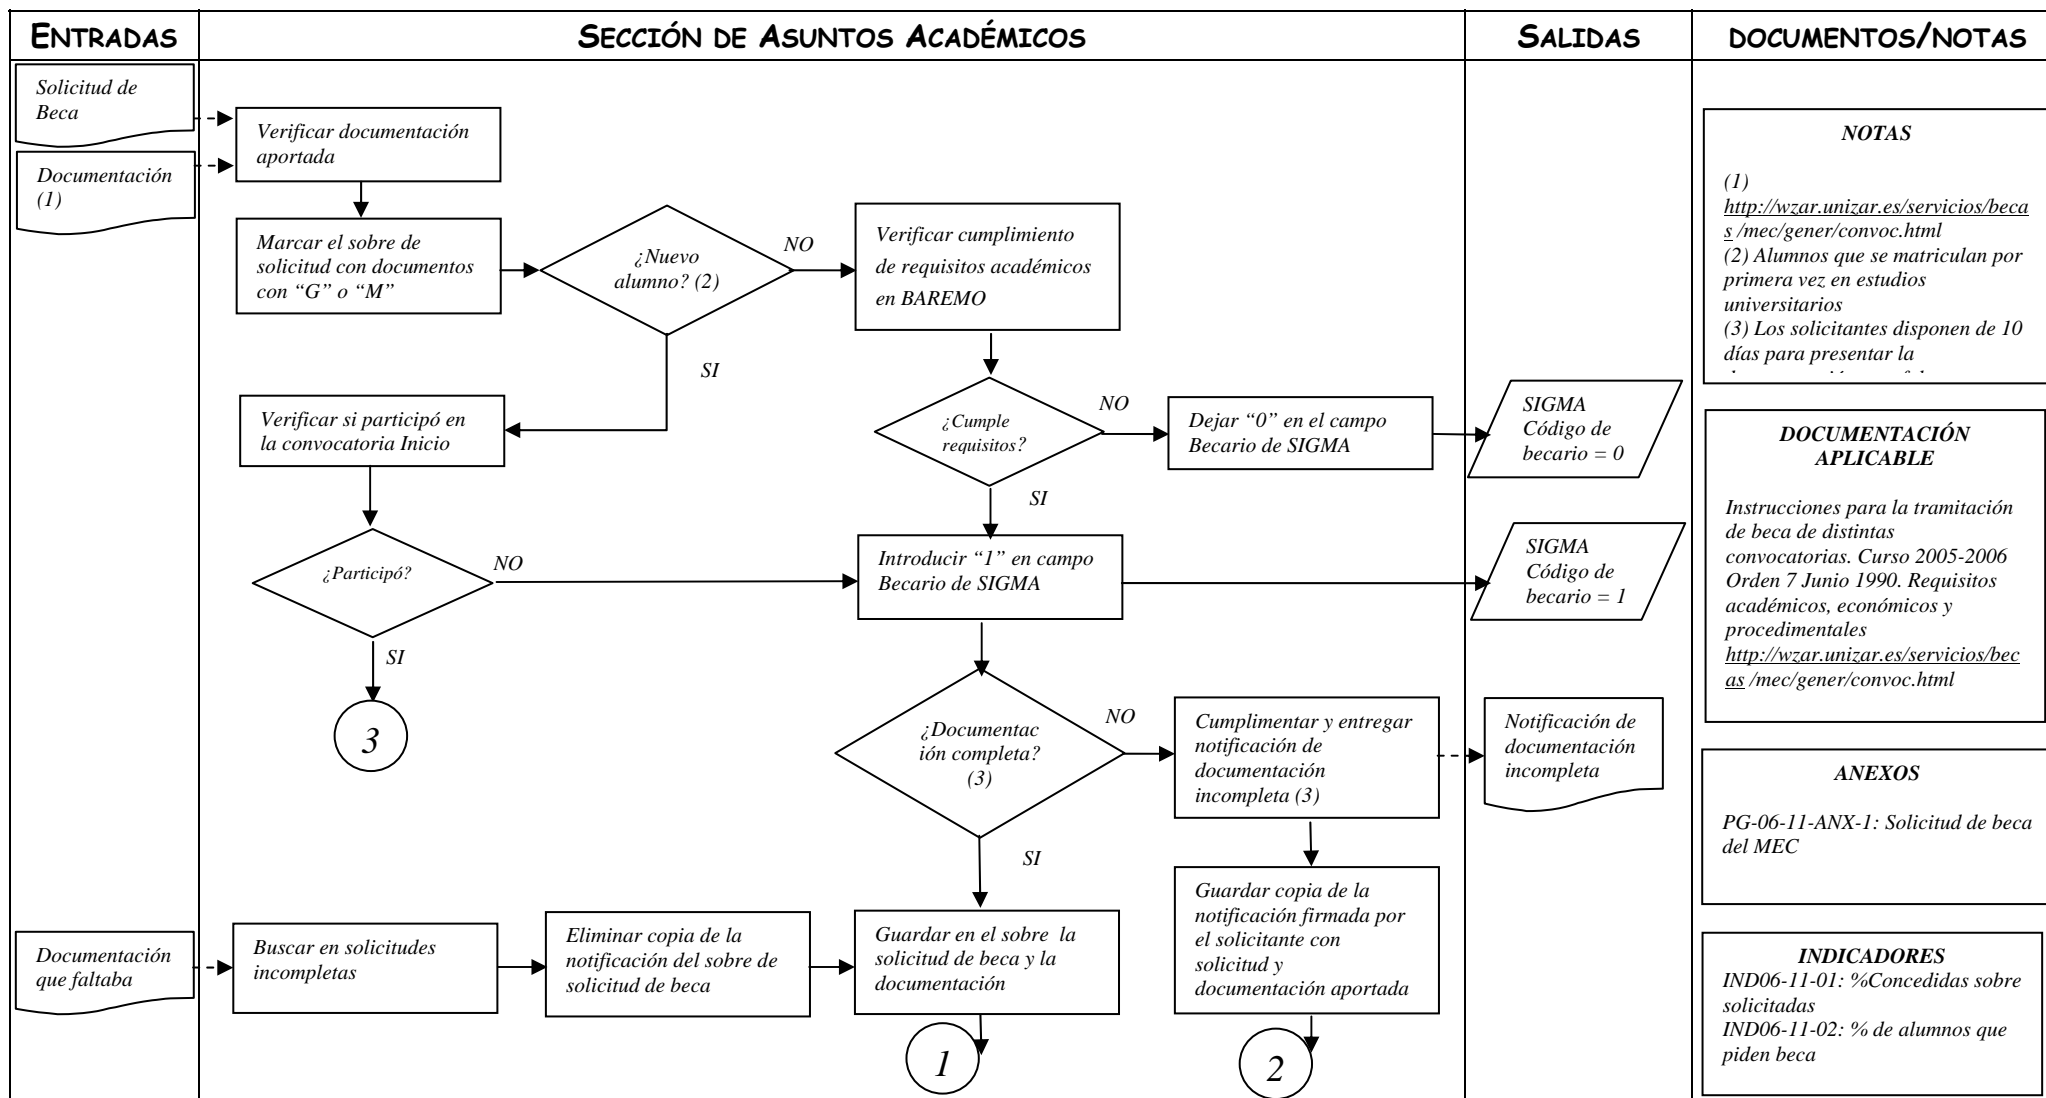 ENTRADAS
SECCIÓN DE ASUNTOS ACADÉMICOS
SALIDAS
DOCUMENTOS/NOTAS
Solicitud de
Beca
Documentación
(1)
Verificar documentación
aportada
Marcar el sobre de
solicitud con documentos
con “G” o “M”
¿Nuevo
alumno? (2)
NO
SI
Verificar cumplimiento
de requisitos académicos
en BAREMO
Verificar si participó en
la convocatoria Inicio
¿Cumple
requisitos?
NO
SI
Dejar “0” en el campo
Becario de SIGMA
SIGMA
Código de
becario = 0
¿Participó?
NO
SI
3
Introducir “1” en campo
Becario de SIGMA
SIGMA
Código de
becario = 1
¿Documentac
ión completa?
(3)
NO
SI
Cumplimentar y entregar
notificación de
documentación
incompleta (3)
Notificación de
documentación
incompleta
Guardar copia de la
notificación firmada por
el solicitante con
solicitud y
documentación aportada
Documentación
que faltaba
Buscar en solicitudes
incompletas
Eliminar copia de la
notificación del sobre de
solicitud de beca
Guardar en el sobre la
solicitud de beca y la
documentación
1
2
NOTAS
(1)
http://wzar.unizar.es/servicios/beca
s /mec/gener/convoc.html
(2) Alumnos que se matriculan por
primera vez en estudios
universitarios
(3) Los solicitantes disponen de 10
días para presentar la
DOCUMENTACIÓN
APLICABLE
Instrucciones para la tramitación
de beca de distintas
convocatorias. Curso 2005-2006
Orden 7 Junio 1990. Requisitos
académicos, económicos y
procedimentales
http://wzar.unizar.es/servicios/bec
as /mec/gener/convoc.html
ANEXOS
PG-06-11-ANX-1: Solicitud de beca
del MEC
INDICADORES
IND06-11-01: %Concedidas sobre
solicitadas
IND06-11-02: % de alumnos que
piden beca